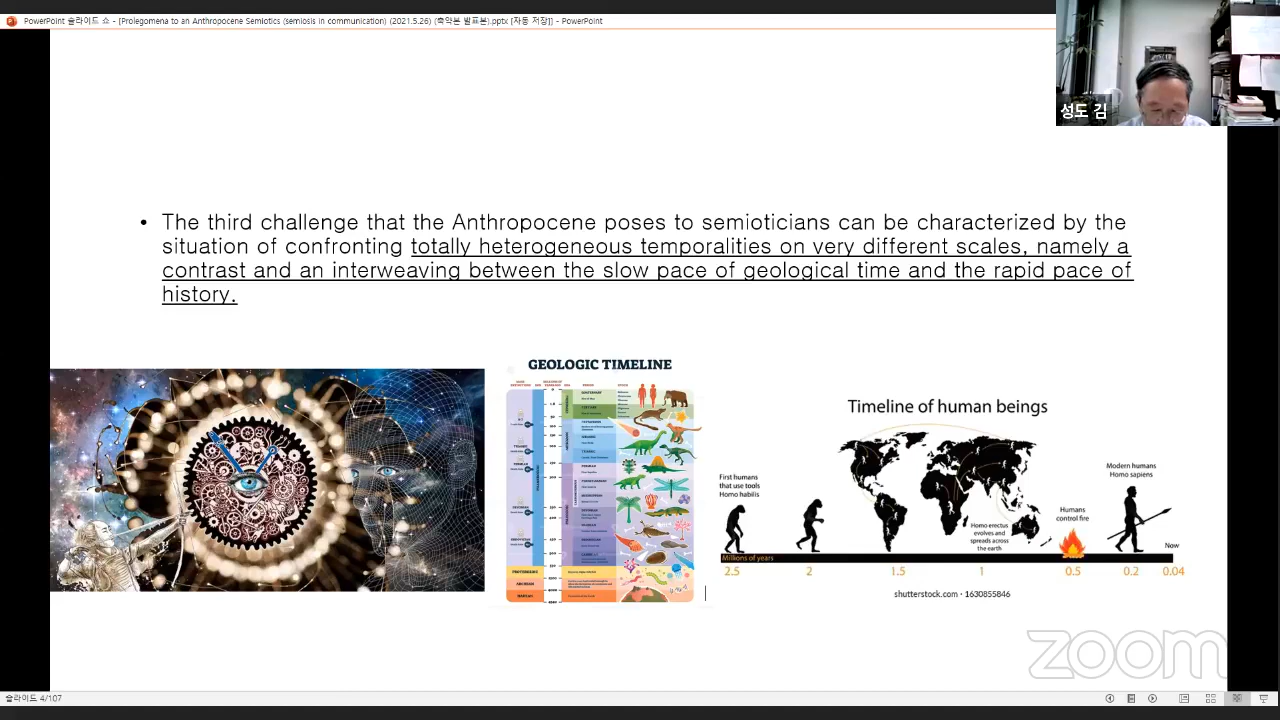 PowerPoint 슬라이드 쇼 - [Prolegomena to an Anthropocene Semiotics (semiosis in communication) (2021.5.26) (축약본 발표본).pptx [자동 저장]] - PowerPoint
성도 김
• The third challenge that the Anthropocene poses to semioticians can be characterized by the
situation of confronting totally heterogeneous temporalities on very different scales, namely a
contrast and an interweaving between the slow pace of geological time and the rapid pace of
history.
GEOLOGIC TIMELINE
Timeline of human beings
First humans
that use tools
Homo habilis
Homo erectus
evolves and
spreads across
the earth
Humans
control fire
Modern humans
Homo sapiens
Now
Millions of years
2.5 2 1.5 1 0.5 0.2 0.04
shutterstock.com · 1630855846
zoom
슬라이드 4/107